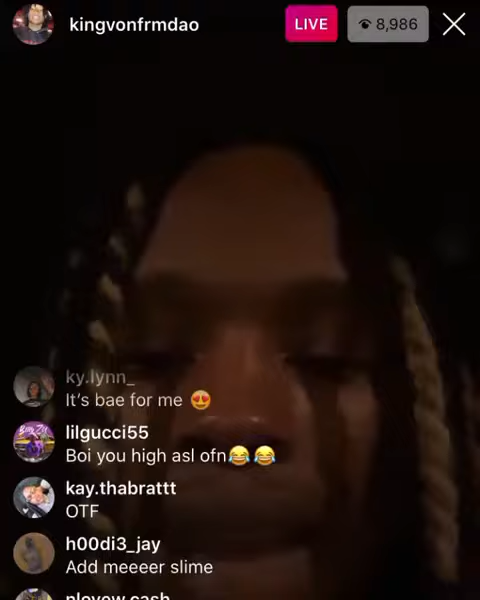 kingvonfrmdao
LIVE
8,986
ky.lynn_
It's bae for me 😍
lilgucci55
Boi you high asl ofn😂😂
kay.thabrattt
OTF
h00di3_jay
Add meeeer slime